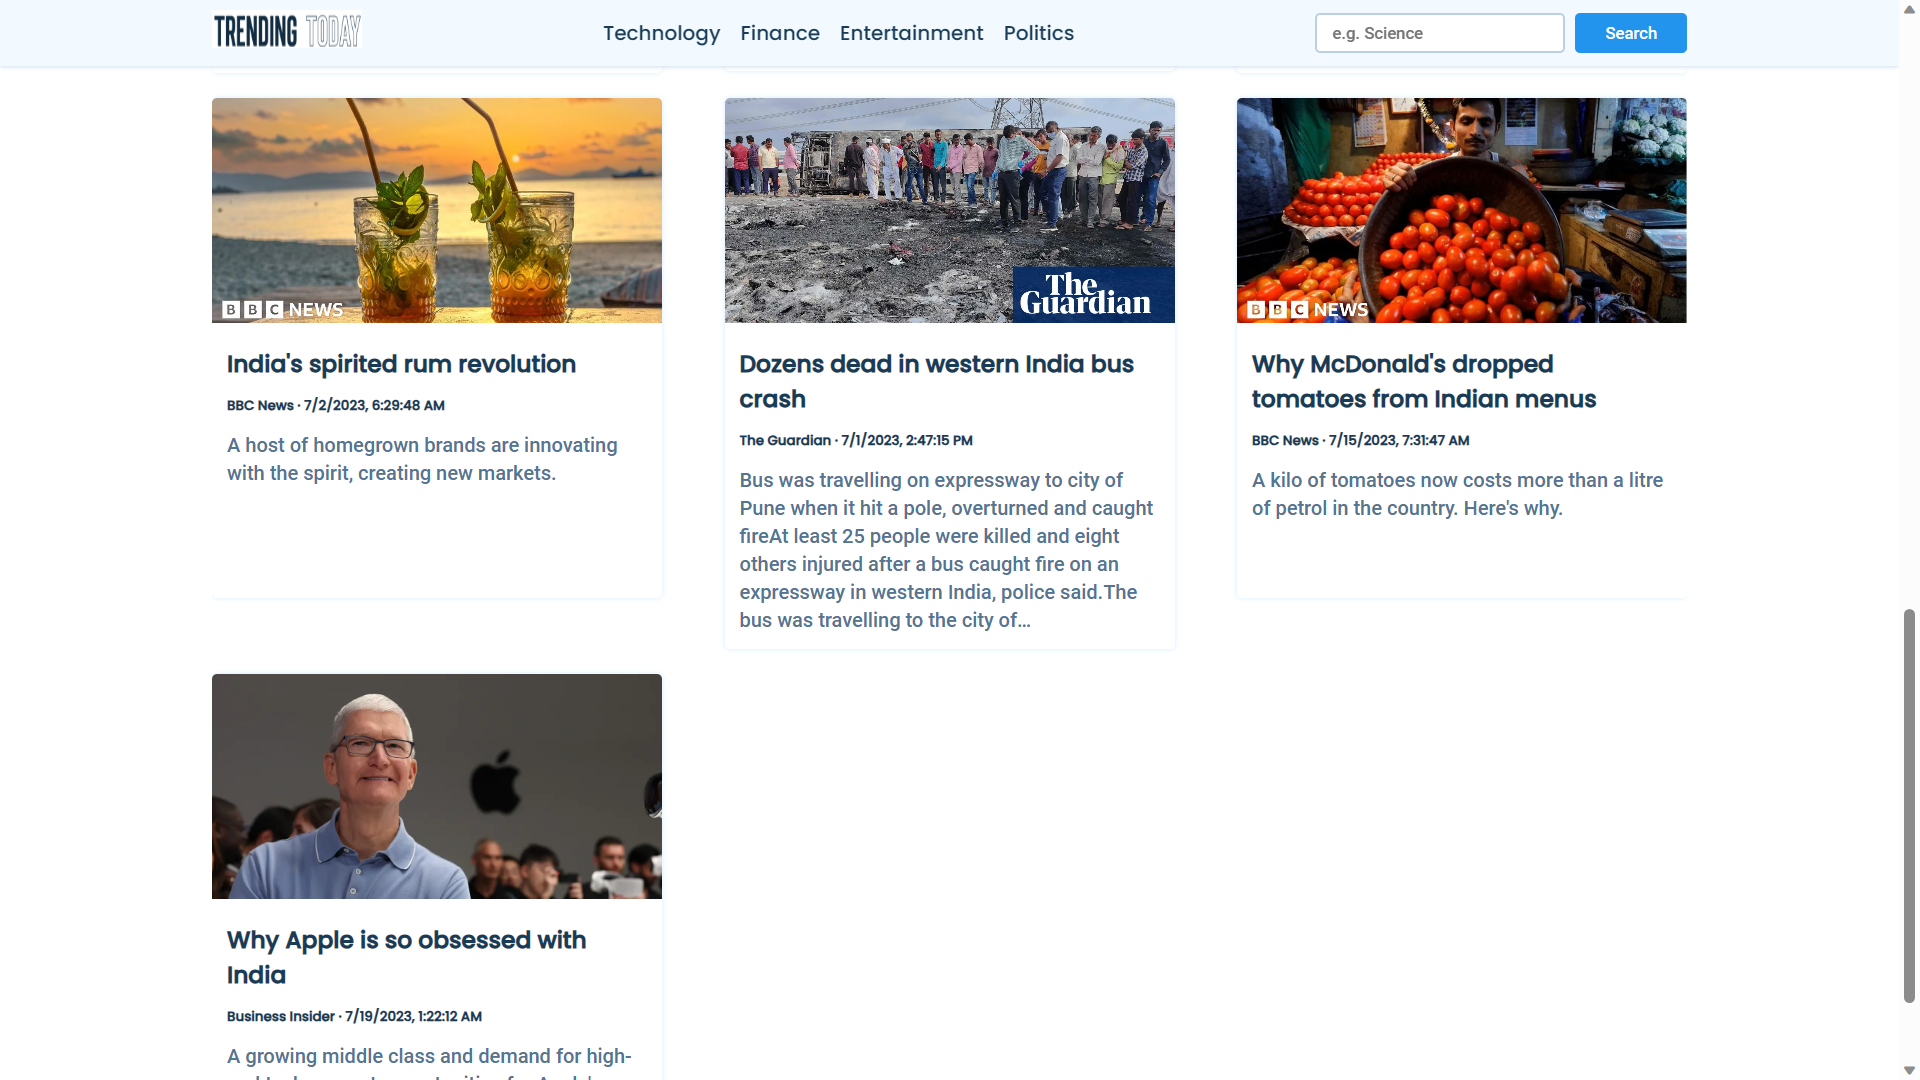 TRENDING TODAY
Technology
Finance
Entertainment
Politics
e.g. Science
Search
BBC NEWS
India's spirited rum revolution
BBC News · 7/2/2023, 6:29:48 AM
A host of homegrown brands are innovating
with the spirit, creating new markets.
The
Guardian
Dozens dead in western India bus
crash
The Guardian · 7/1/2023, 2:47:15 PM
Bus was travelling on expressway to city of
Pune when it hit a pole, overturned and caught
fireAt least 25 people were killed and eight
others injured after a bus caught fire on an
expressway in western India, police said.The
bus was travelling to the city of…
BBC NEWS
Why McDonald's dropped
tomatoes from Indian menus
BBC News · 7/15/2023, 7:31:47 AM
A kilo of tomatoes now costs more than a litre
of petrol in the country. Here's why.
Why Apple is so obsessed with
India
Business Insider · 7/19/2023, 1:22:12 AM
A growing middle class and demand for high-